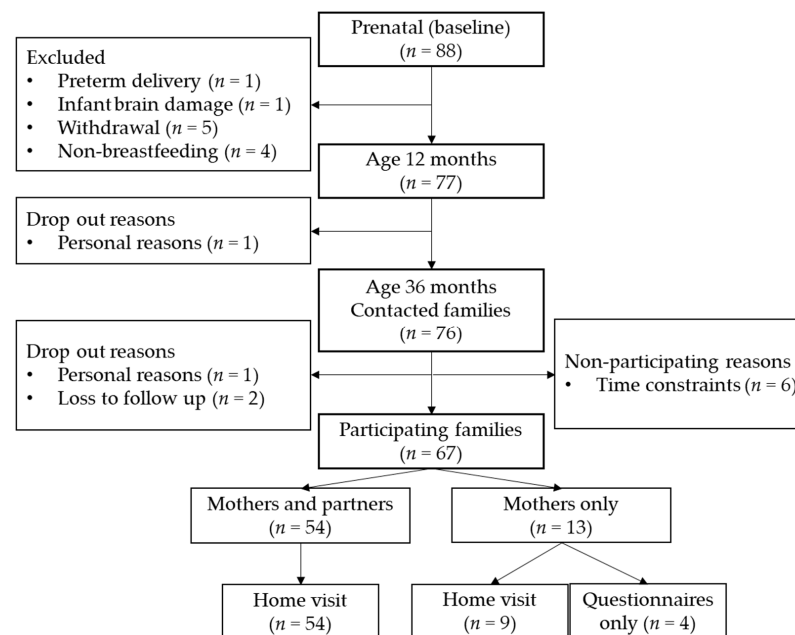 Prenatal (baseline)
(n = 88)
Excluded
• Preterm delivery (n = 1)
• Infant brain damage (n = 1)
• Withdrawal (n = 5)
• Non-breastfeeding (n = 4)
Age 12 months
(n = 77)
Drop out reasons
• Personal reasons (n = 1)
Age 36 months
Contacted families
(n = 76)
Drop out reasons
• Personal reasons (n = 1)
• Loss to follow up (n = 2)
Non-participating reasons
• Time constraints (n = 6)
Participating families
(n = 67)
Mothers and partners
(n = 54)
Mothers only
(n = 13)
Home visit
(n = 54)
Home visit
(n = 9)
Questionnaires
only (n = 4)